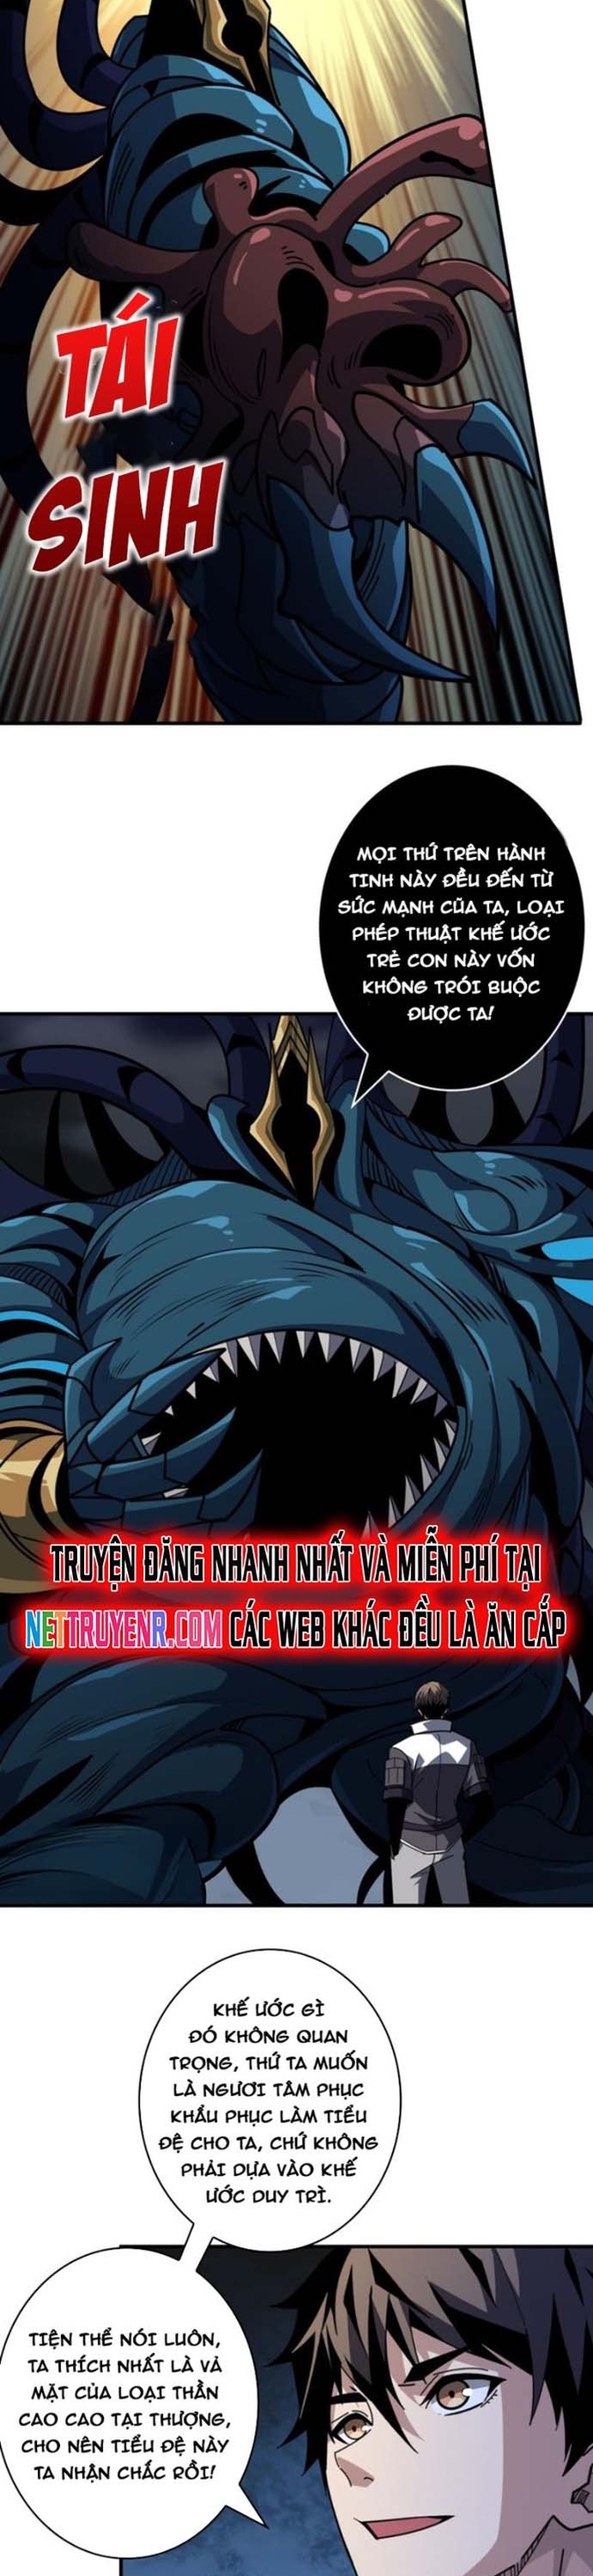 TÁI
SINH
MỌI THỨ TRÊN HÀNH
TINH NÀY ĐỀU ĐẾN TỪ
SỨC MẠNH CŨA TA, LOẠI
PHÉP THUẬT KHẾ ƯỚC
TRẺ CON NÀY VỐN
KHÔNG TRÓI BUỘC
ĐƯỢC TA!
TRUYỆN ĐĂNG NHANH NHẤT VÀ MIỄN PHÍ TẠI
NETTRUYENR.COM CÁC WEB KHÁC ĐỀU LÀ ĂN CẮP
KHẾ ƯỚC GÌ
ĐÓ KHÔNG QUAN
TRỌNG, THỨ TA MUỐN
LÀ NGƯƠI TÂM PHỤC
KHẨU PHỤC LÀM TIỂU
ĐỆ CHO TA, CHỨ KHÔNG
PHẢI DỰA VÀO KHẾ
ƯỚC DUY TRÌ.
TIỆN THỂ NÓI LUÔN,
TA THÍCH NHẤT LÀ VẢ
MẶT CỦA LOẠI THẦN
CAO CAO TẠI THƯỢNG,
CHO NÊN TIỂU ĐỆ NÀY
TA NHẬN CHẮC RỒI!